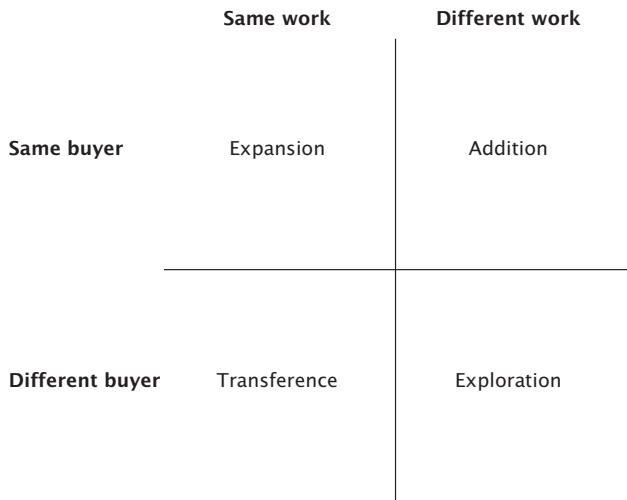 Same work Different work
Same buyer Expansion Addition
Different buyer Transference Exploration